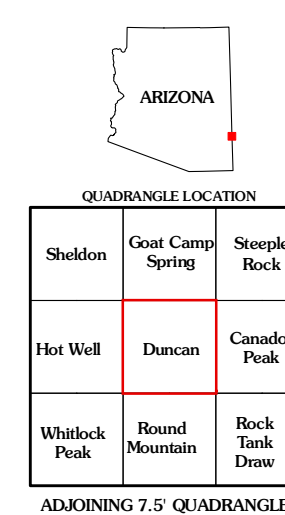 ARIZONA
QUADRANGLE LOCATION
Sheldon
Goat Camp
Spring
Steeple
Rock
Hot Well
Duncan
Canado
Peak
Whitlock
Peak
Round
Mountain
Rock
Tank
Draw
ADJOINING 7.5' QUADRANGLE